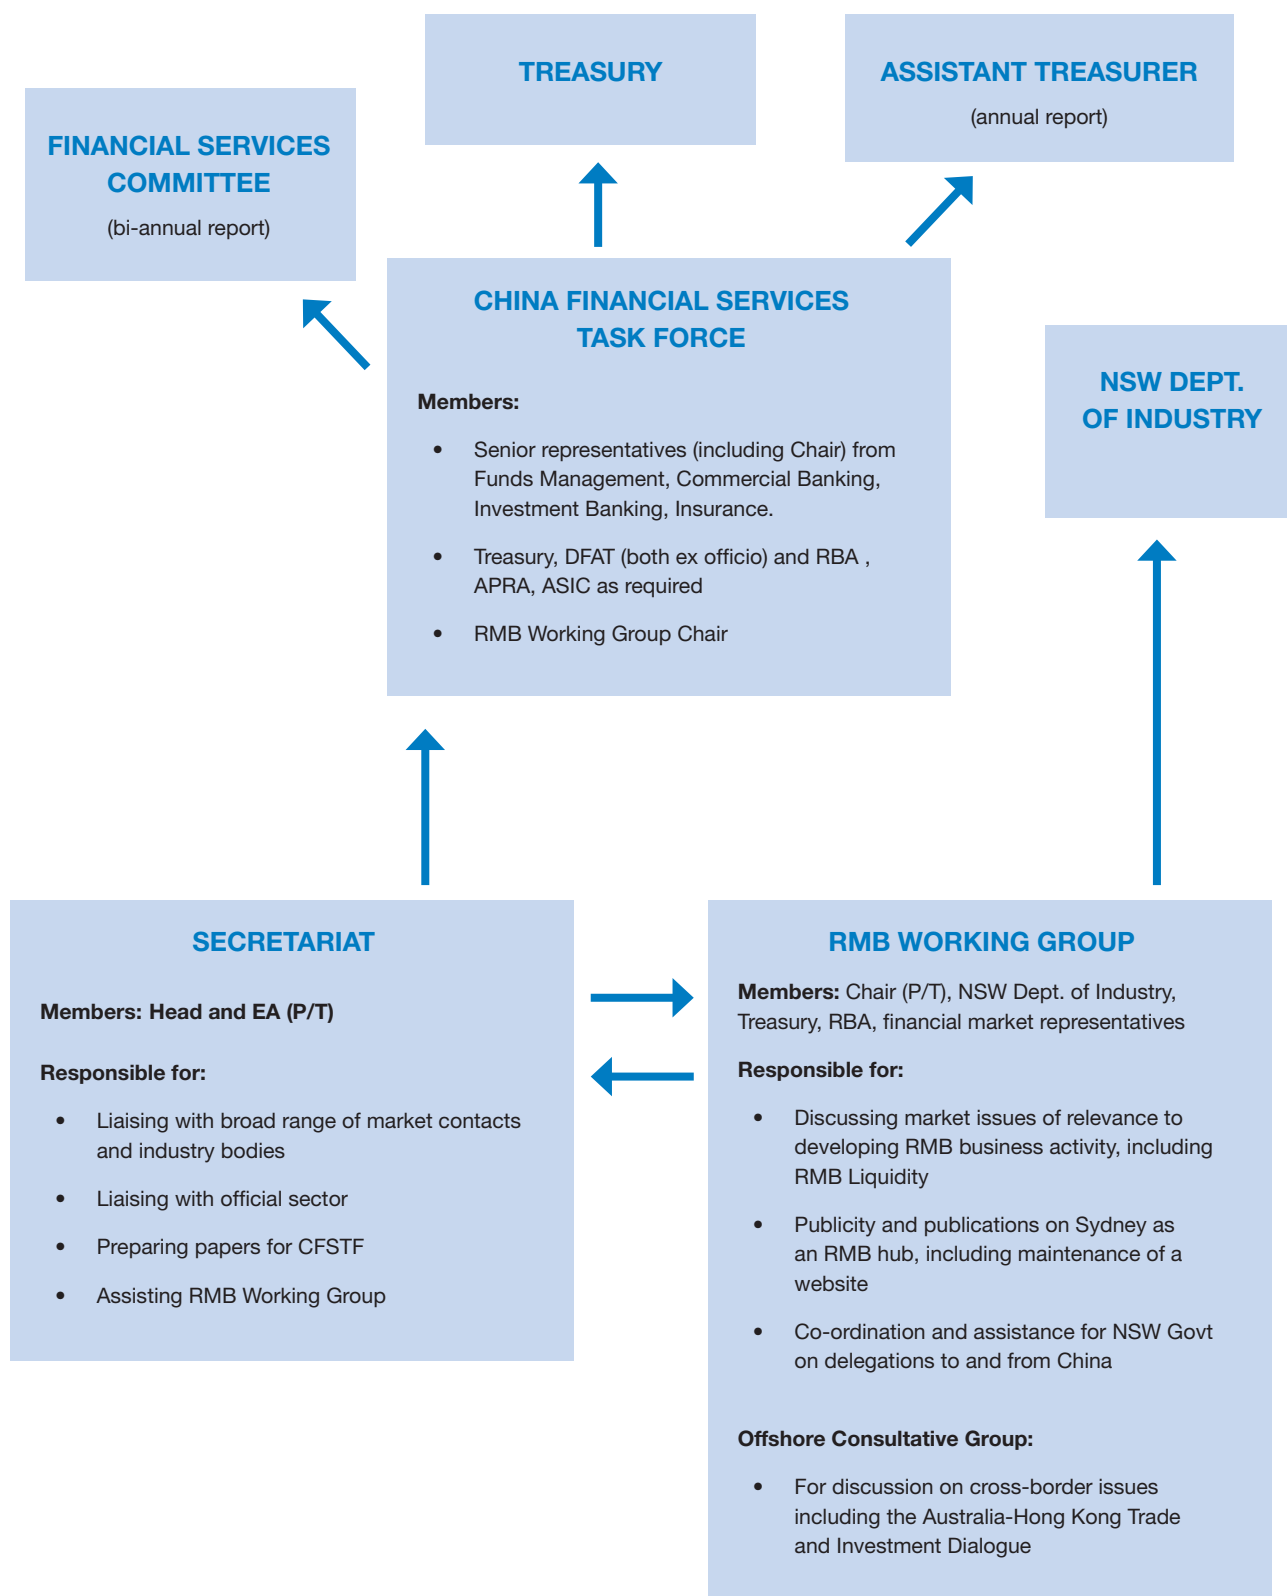 TREASURY
ASSISTANT TREASURER
(annual report)
FINANCIAL SERVICES
COMMITTEE
(bi-annual report)
CHINA FINANCIAL SERVICES
TASK FORCE
Members:
• Senior representatives (including Chair) from
Funds Management, Commercial Banking,
Investment Banking, Insurance.
• Treasury, DFAT (both ex officio) and RBA ,
APRA, ASIC as required
• RMB Working Group Chair
NSW DEPT.
OF INDUSTRY
SECRETARIAT
Members: Head and EA (P/T)
Responsible for:
• Liaising with broad range of market contacts
and industry bodies
• Liaising with official sector
• Preparing papers for CFSTF
• Assisting RMB Working Group
RMB WORKING GROUP
Members: Chair (P/T), NSW Dept. of Industry,
Treasury, RBA, financial market representatives
Responsible for:
• Discussing market issues of relevance to
developing RMB business activity, including
RMB Liquidity
• Publicity and publications on Sydney as
an RMB hub, including maintenance of a
website
• Co-ordination and assistance for NSW Govt
on delegations to and from China
Offshore Consultative Group:
• For discussion on cross-border issues
including the Australia-Hong Kong Trade
and Investment Dialogue